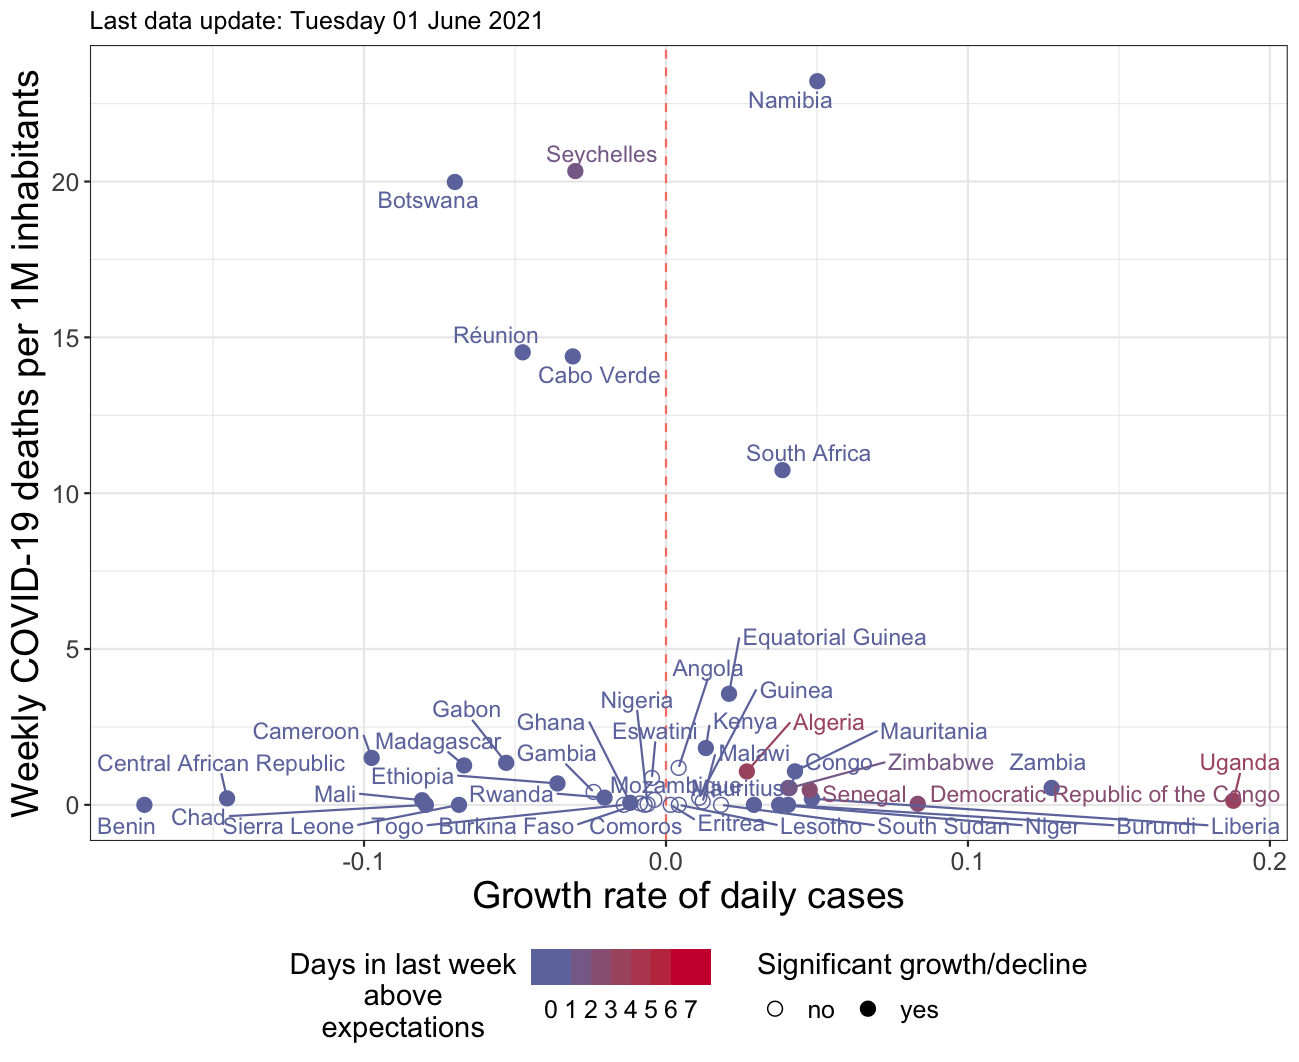 Last data update: Tuesday 01 June 2021
Weekly COVID-19 deaths per 1M inhabitants
20
15
10
5
0
Namibia
Seychelles
Botswana
Réunion
Cabo Verde
South Africa
Equatorial Guinea
Angola
Guinea
Nigeria
Gabon
Ghana
Kenya
Algeria
Cameroon
Eswatini
Mauritania
Madagascar
Gambia
Malawi
Central African Republic
Congo
Zimbabwe
Zambia
Uganda
Ethiopia
Mozambique
Mauritius
Mali
Rwanda
Senegal
Democratic Republic of the Congo
Chad
Benin
Sierra Leone
Togo
Burkina Faso
Comoros
Eritrea
Lesotho
South Sudan
Niger
Burundi
Liberia
-0.1
0.0
0.1
0.2
Growth rate of daily cases
Days in last week
above
expectations
0 1 2 3 4 5 6 7
Significant growth/decline
no
yes